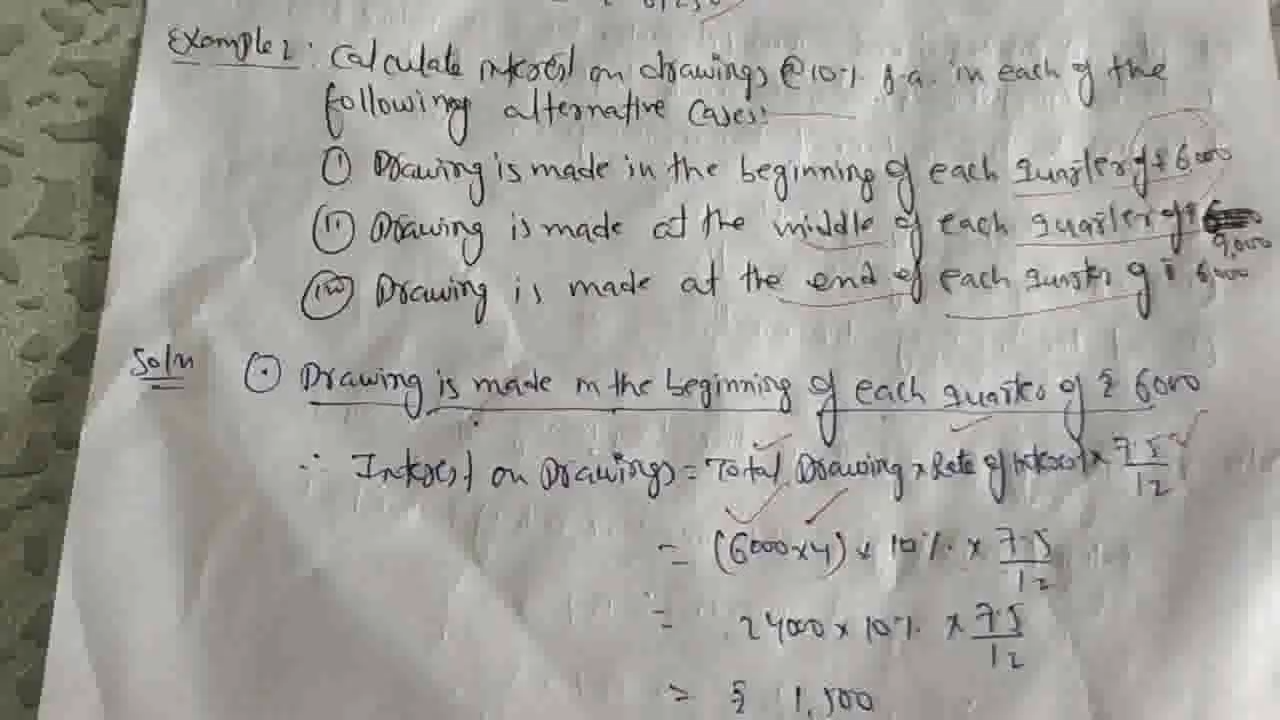 Example 2: Calculate interest on drawings @ 10% p.a. in each of the
following alternative cases:
(i) Drawing is made in the beginning of each quarter of ₹ 6000
(ii) Drawing is made at the middle of each quarter of ₹ 9,000
(iii) Drawing is made at the end of each quarter of ₹ 6,000
Soln (i) Drawing is made in the beginning of each quarter of ₹ 6000
∴ Interest on Drawings = Total Drawing × Rate of interest × 7.5/12
= (6000×4) × 10% × 7.5/12
= 24000 × 10% × 7.5/12
= ₹ 1,500